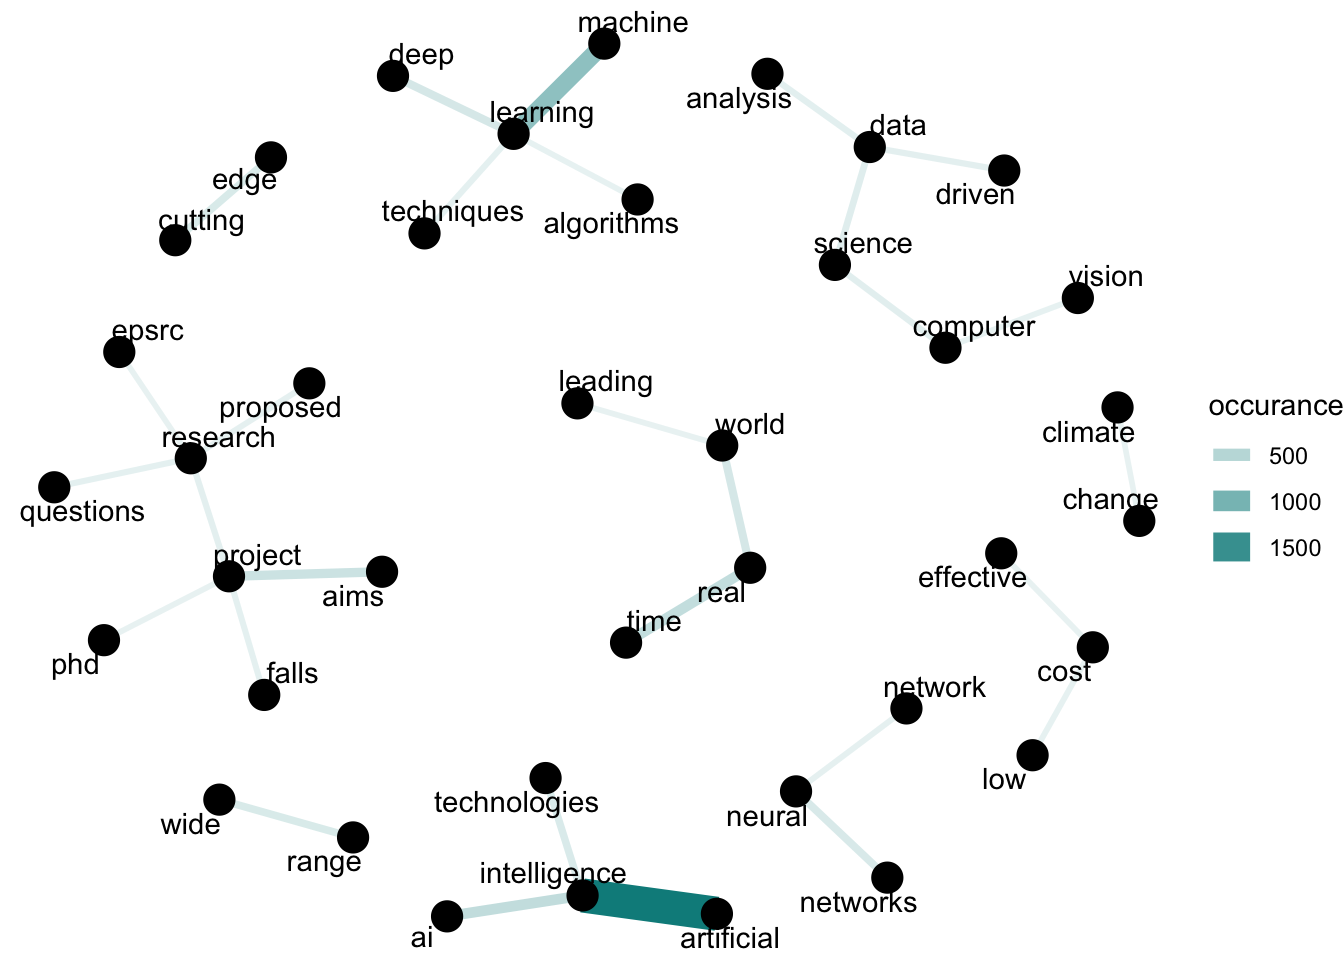 machine
deep
learning
analysis
data
edge
driven
cutting
techniques
algorithms
science
vision
epsrc
computer
leading
proposed
occurance
world
climate
research
500
change
1000
questions
1500
project
effective
aims
real
time
phd
falls
cost
network
low
technologies
wide
neural
range
intelligence
networks
ai
artificial